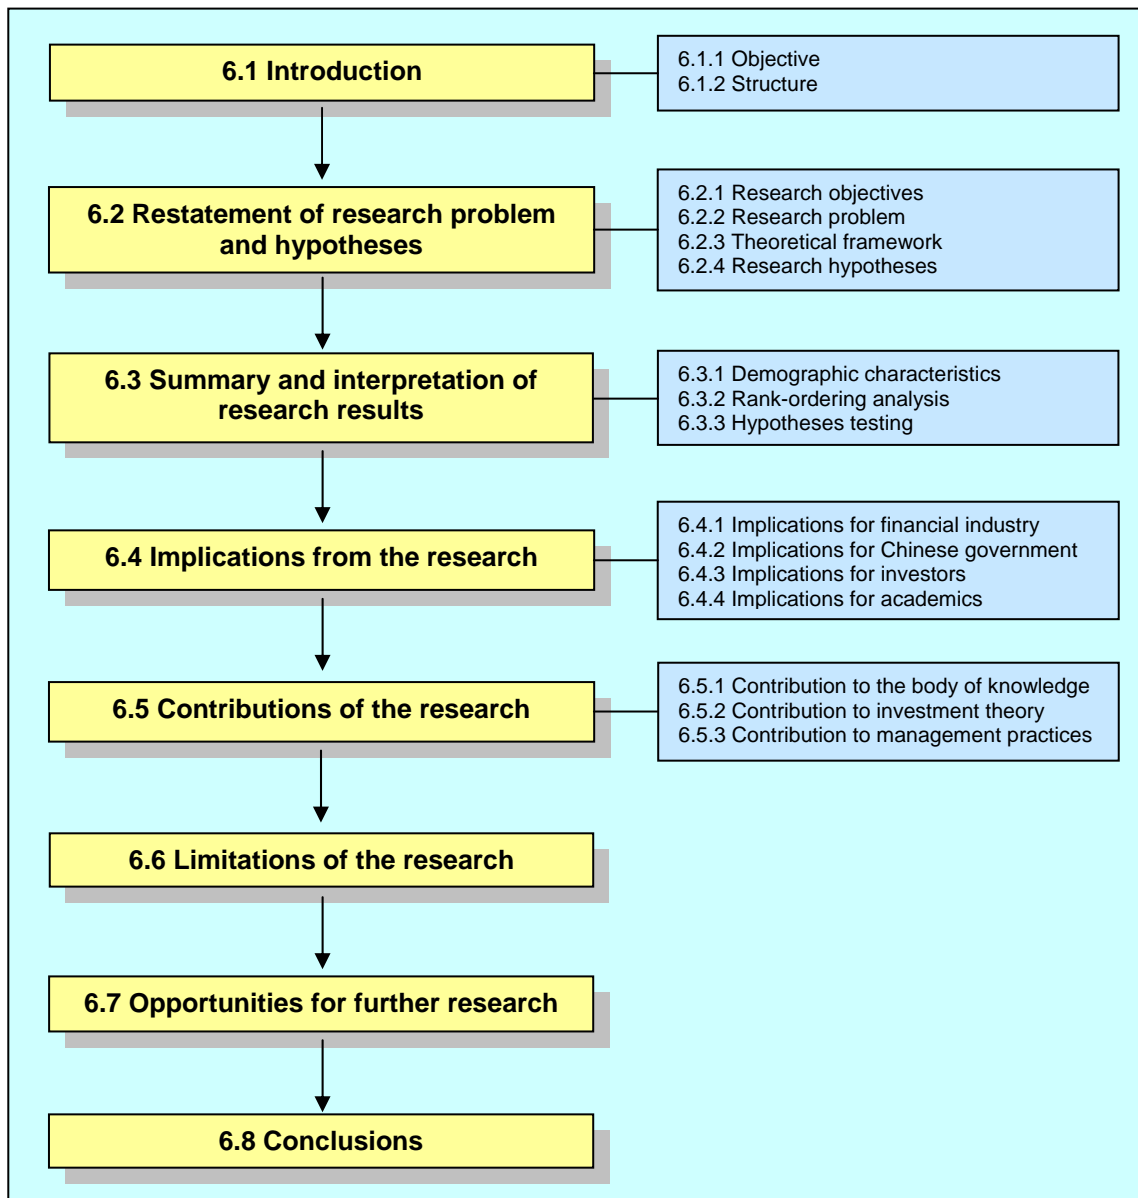 6.1 Introduction
6.1.1 Objective
6.1.2 Structure
6.2 Restatement of research problem
and hypotheses
6.2.1 Research objectives
6.2.2 Research problem
6.2.3 Theoretical framework
6.2.4 Research hypotheses
6.3 Summary and interpretation of
research results
6.3.1 Demographic characteristics
6.3.2 Rank-ordering analysis
6.3.3 Hypotheses testing
6.4 Implications from the research
6.4.1 Implications for financial industry
6.4.2 Implications for Chinese government
6.4.3 Implications for investors
6.4.4 Implications for academics
6.5 Contributions of the research
6.5.1 Contribution to the body of knowledge
6.5.2 Contribution to investment theory
6.5.3 Contribution to management practices
6.6 Limitations of the research
6.7 Opportunities for further research
6.8 Conclusions